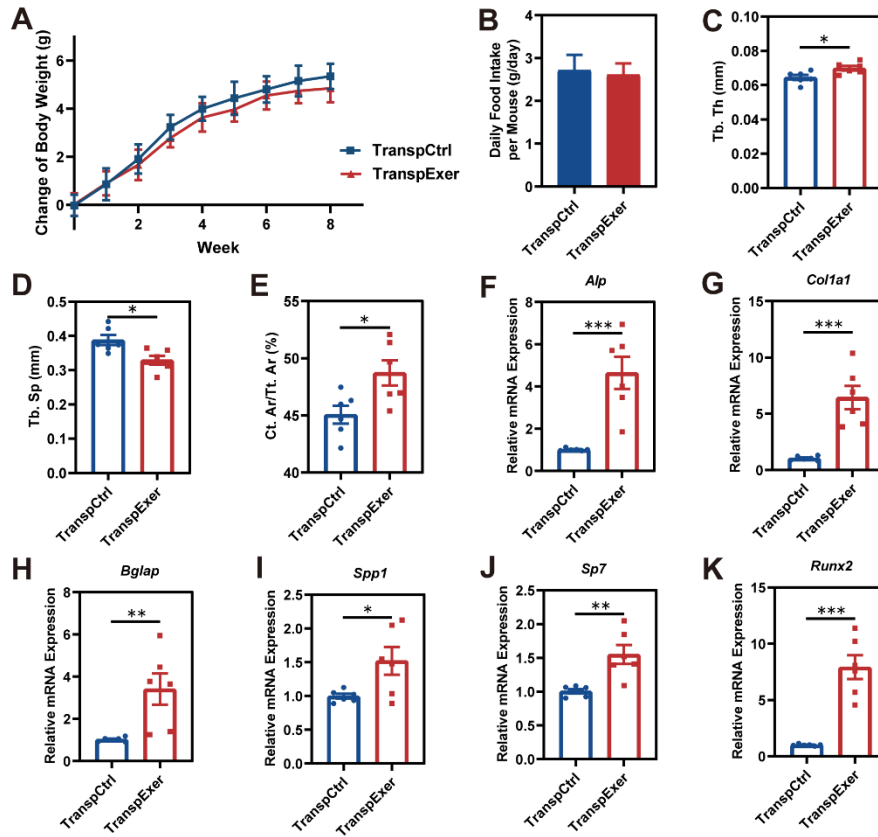 A
Change of Body Weight (g)
6
4
2
0
2
4
6
8
Week
TranspCtrl
TranspExer
B
Daily Food Intake
per Mouse (g/day)
4
3
2
1
0
TranspCtrl
TranspExer
C
Tb. Th (mm)
0.10
0.08
0.06
0.04
0.02
0.00
*
TranspCtrl
TranspExer
D
Tb. Sp (mm)
0.5
0.4
0.3
0.2
0.1
0.0
*
TranspCtrl
TranspExer
E
Ct. Ar/Tt. Ar (%)
55
50
45
40
*
TranspCtrl
TranspExer
F
Alp
Relative mRNA Expression
8
6
4
2
0
***
TranspCtrl
TranspExer
G
Col1a1
Relative mRNA Expression
15
10
5
0
***
TranspCtrl
TranspExer
H
Bglap
Relative mRNA Expression
8
6
4
2
0
**
TranspCtrl
TranspExer
I
Spp1
Relative mRNA Expression
2.5
2.0
1.5
1.0
0.5
0.0
*
TranspCtrl
TranspExer
J
Sp7
Relative mRNA Expression
2.5
2.0
1.5
1.0
0.5
0.0
**
TranspCtrl
TranspExer
K
Runx2
Relative mRNA Expression
15
10
5
0
***
TranspCtrl
TranspExer